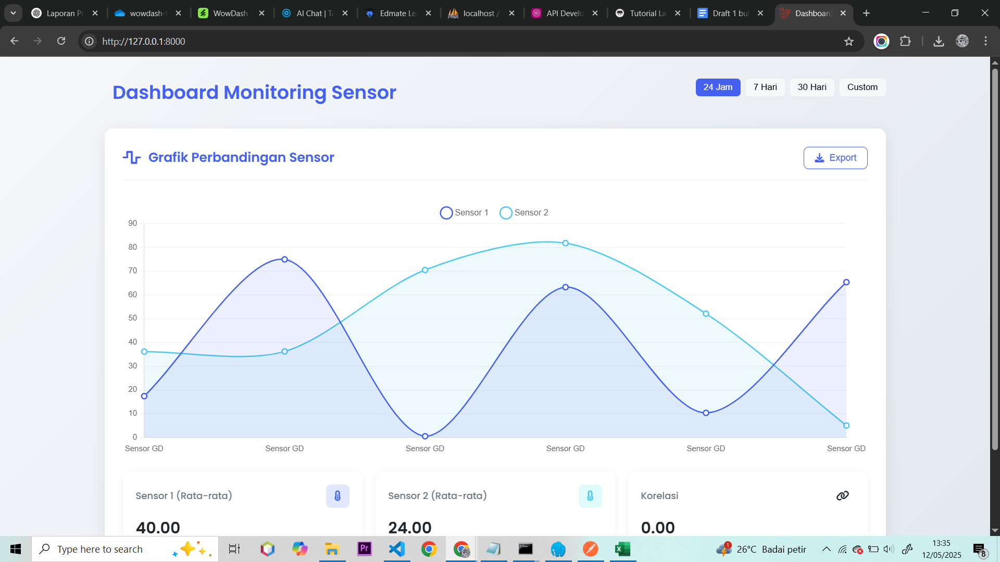 Laporan Pr
wowdash-
WowDash
AI Chat | Ta
Edmate Le
localhost /
API Develo
Tutorial La
Draft 1 bu
Dashboard
http://127.0.0.1:8000
Dashboard Monitoring Sensor
24 Jam
7 Hari
30 Hari
Custom
Grafik Perbandingan Sensor
Export
Sensor 1
Sensor 2
90
80
70
60
50
40
30
20
10
0
Sensor GD
Sensor GD
Sensor GD
Sensor GD
Sensor GD
Sensor GD
Sensor 1 (Rata-rata)
Sensor 2 (Rata-rata)
Korelasi
40.00
24.00
0.00
Type here to search
Pr
1
26°C Badai petir
13:35
12/05/2025
8